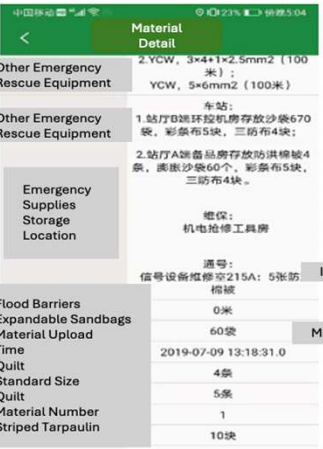 中国移动
23%
5:04
Material
Detail
Other Emergency
Rescue Equipment
2.YCW, 3×4+1×2.5mm2 (100
米);
YCW, 5×6mm2 (100米)
Other Emergency
Rescue Equipment
车站:
1.站厅B端环控机房存放沙袋670
袋, 彩条布5块, 三防布4块;
2.站厅A端备品房存放防洪棉被4
条, 膨胀沙袋60个, 彩条布5块,
三防布4块。
Emergency
Supplies
Storage
Location
维保:
机电抢修工具房
通号:
信号设备维修室215A: 5张防
棉被
Flood Barriers
0米
Expandable Sandbags
60袋
Material Upload
Time
2019-07-09 13:18:31.0
Quilt
4条
Standard Size
Quilt
5条
Material Number
1
Striped Tarpaulin
10块